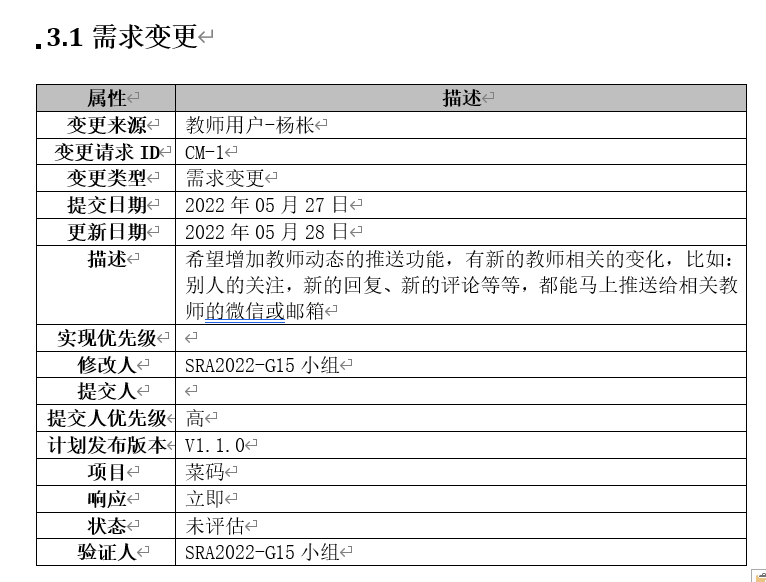 3.1 需求变更
属性 描述
变更来源 教师用户-杨枨
变更请求 ID CM-1
变更类型 需求变更
提交日期 2022 年 05 月 27 日
更新日期 2022 年 05 月 28 日
描述 希望增加教师动态的推送功能，有新的教师相关的变化，比如：
别人的关注，新的回复、新的评论等等，都能马上推送给相关教
师的微信或邮箱
实现优先级
修改人 SRA2022-G15 小组
提交人
提交人优先级 高
计划发布版本 V1.1.0
项目 菜码
响应 立即
状态 未评估
验证人 SRA2022-G15 小组